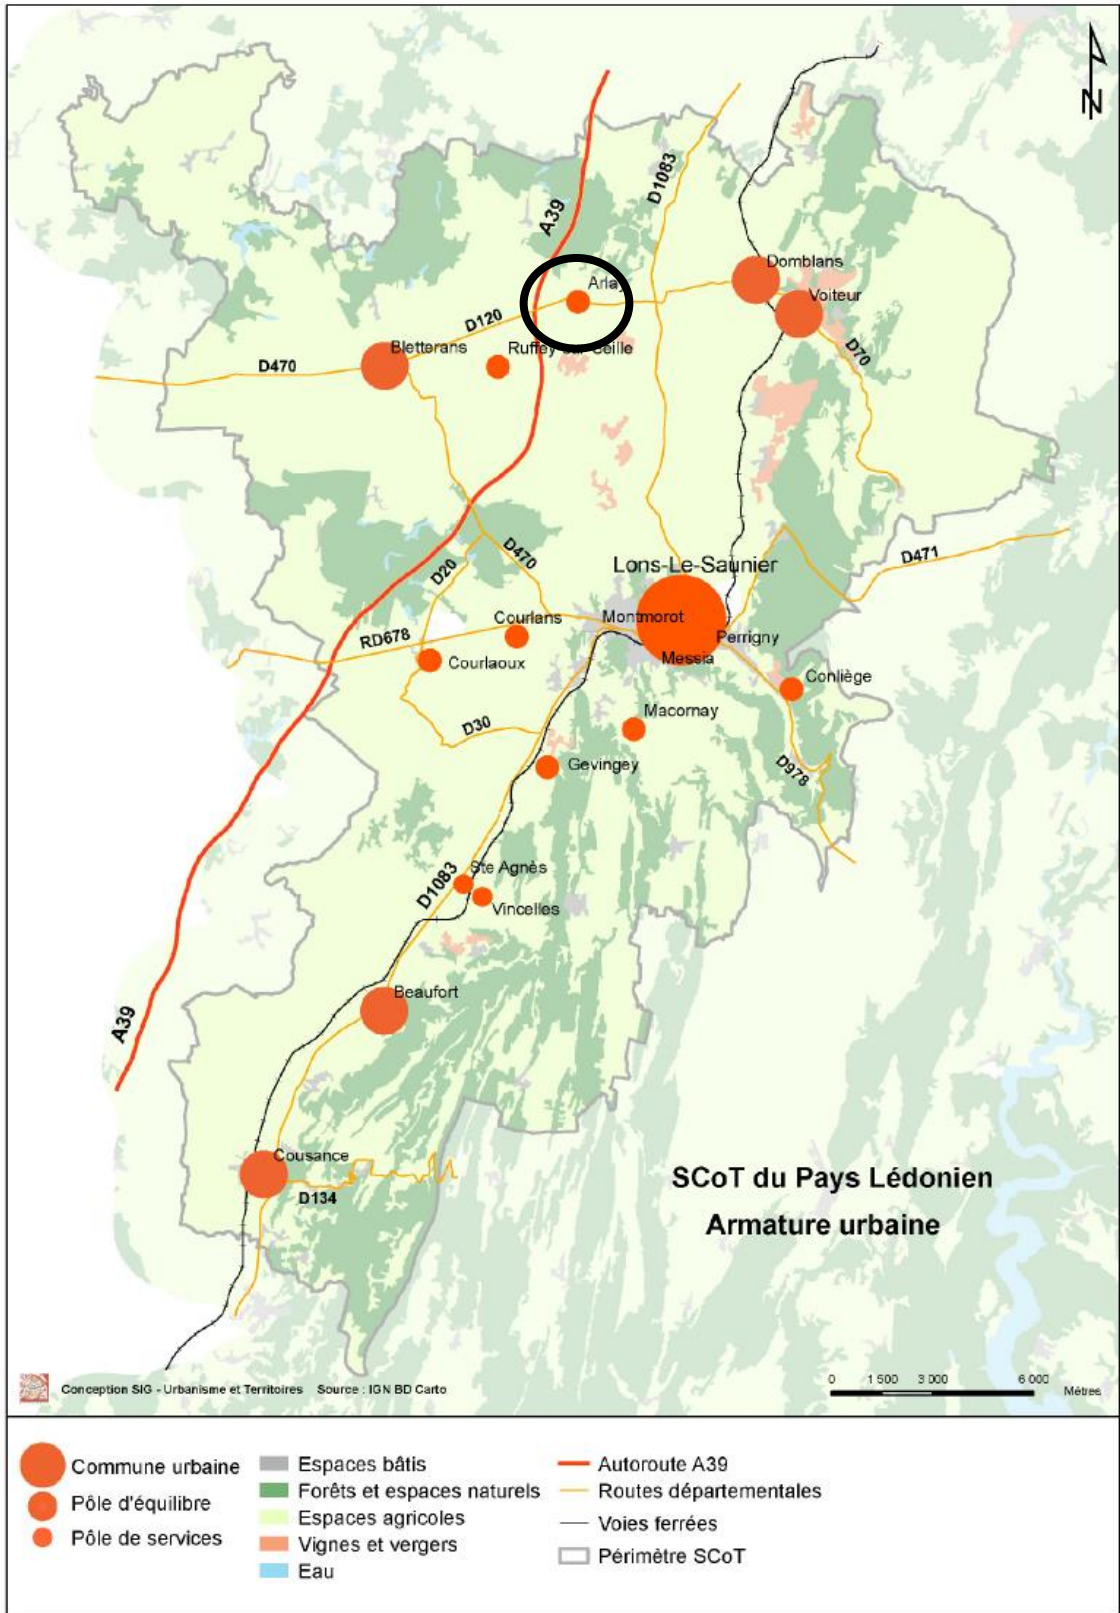 N
D1083
A39
Domblans
Arlay
Voiteur
D120
Bletterans
Ruffey-sur-Seille
D70
D470
D471
D470
D20
Lons-Le-Saunier
Courlans
Montmorot
RD678
Perrigny
Messia
Courlaoux
Conliège
Macornay
D30
Gevingey
D978
Ste Agnès
D1083
Vincelles
Beaufort
A39
Cousance
D134
SCoT du Pays Lédonien
Armature urbaine
Conception SIG - Urbanisme et Territoires Source : IGN BD Carto
0 1 500 3 000 6 000
Mètres
Commune urbaine
Pôle d'équilibre
Pôle de services
Espaces bâtis
Forêts et espaces naturels
Espaces agricoles
Vignes et vergers
Eau
Autoroute A39
Routes départementales
Voies ferrées
Périmètre SCoT